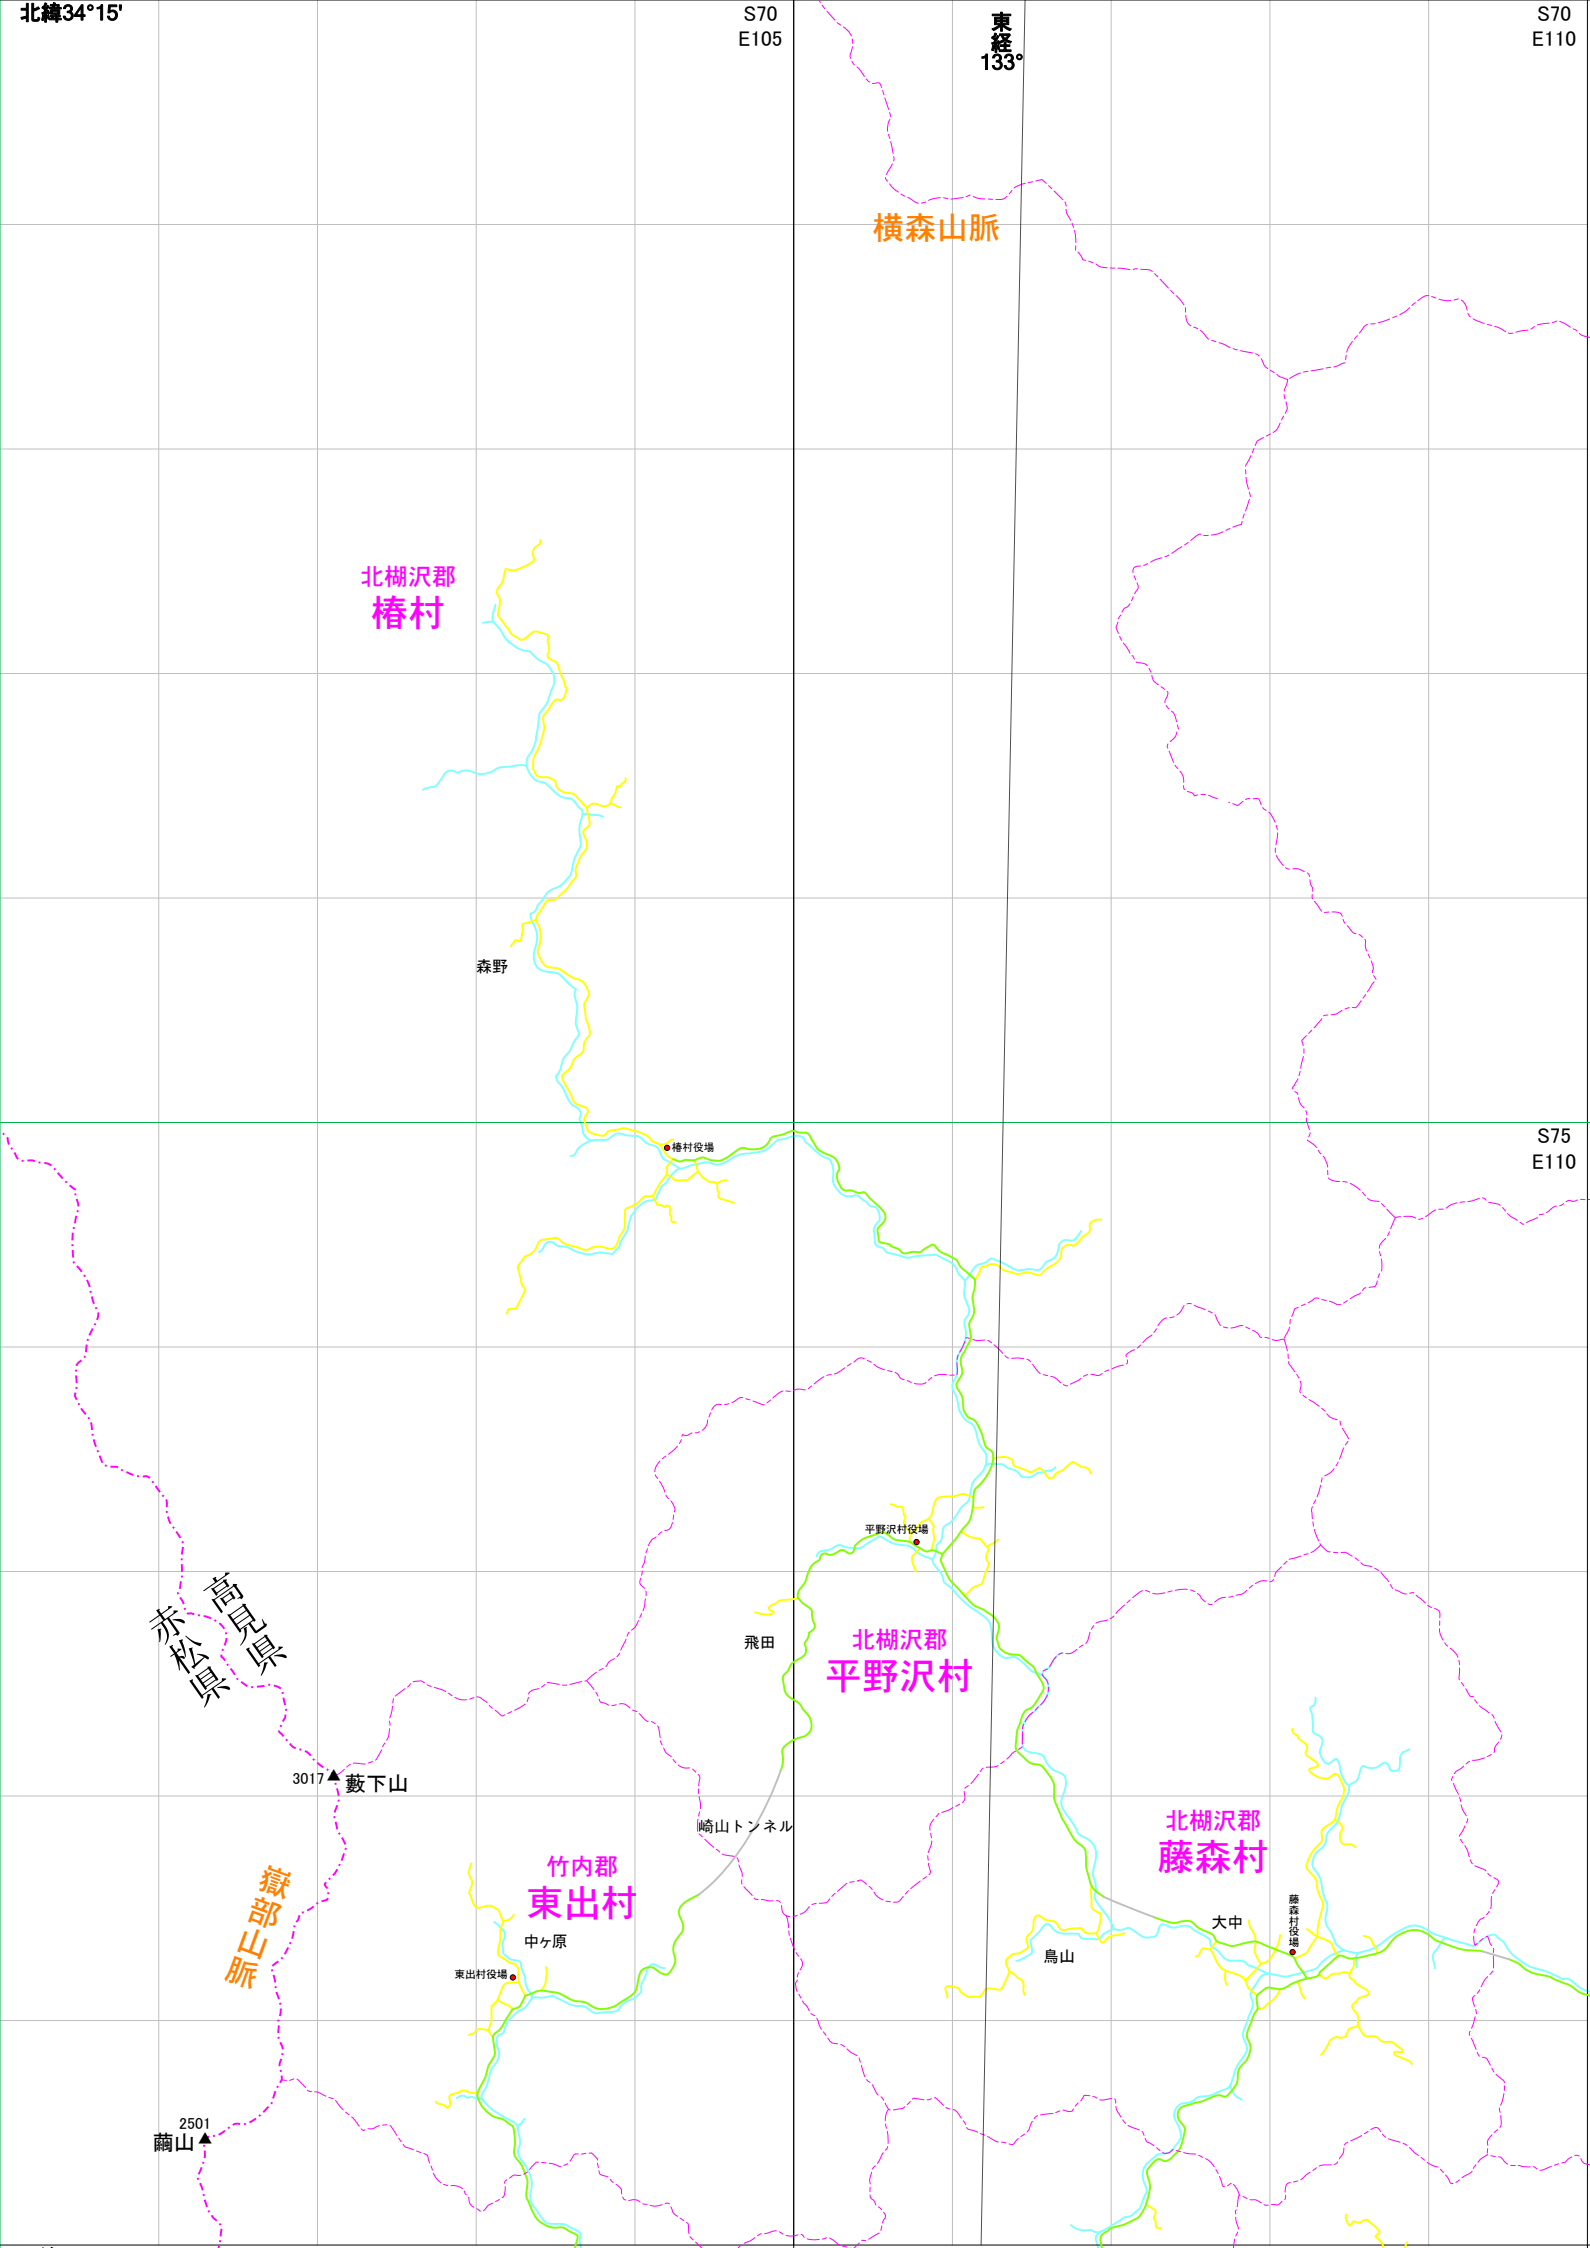 北緯34°15'
S70
E105
東経
133°
S70
E110
横森山脈
北楜沢郡
椿村
森野
椿村役場
S75
E110
平野沢村役場
高見県
赤松県
飛田
北楜沢郡
平野沢村
3017
藪下山
崎山トンネル
北楜沢郡
藤森村
竹内郡
東出村
嶽部山脈
中ヶ原
東出村役場
大中
藤森村役場
鳥山
2501
繭山